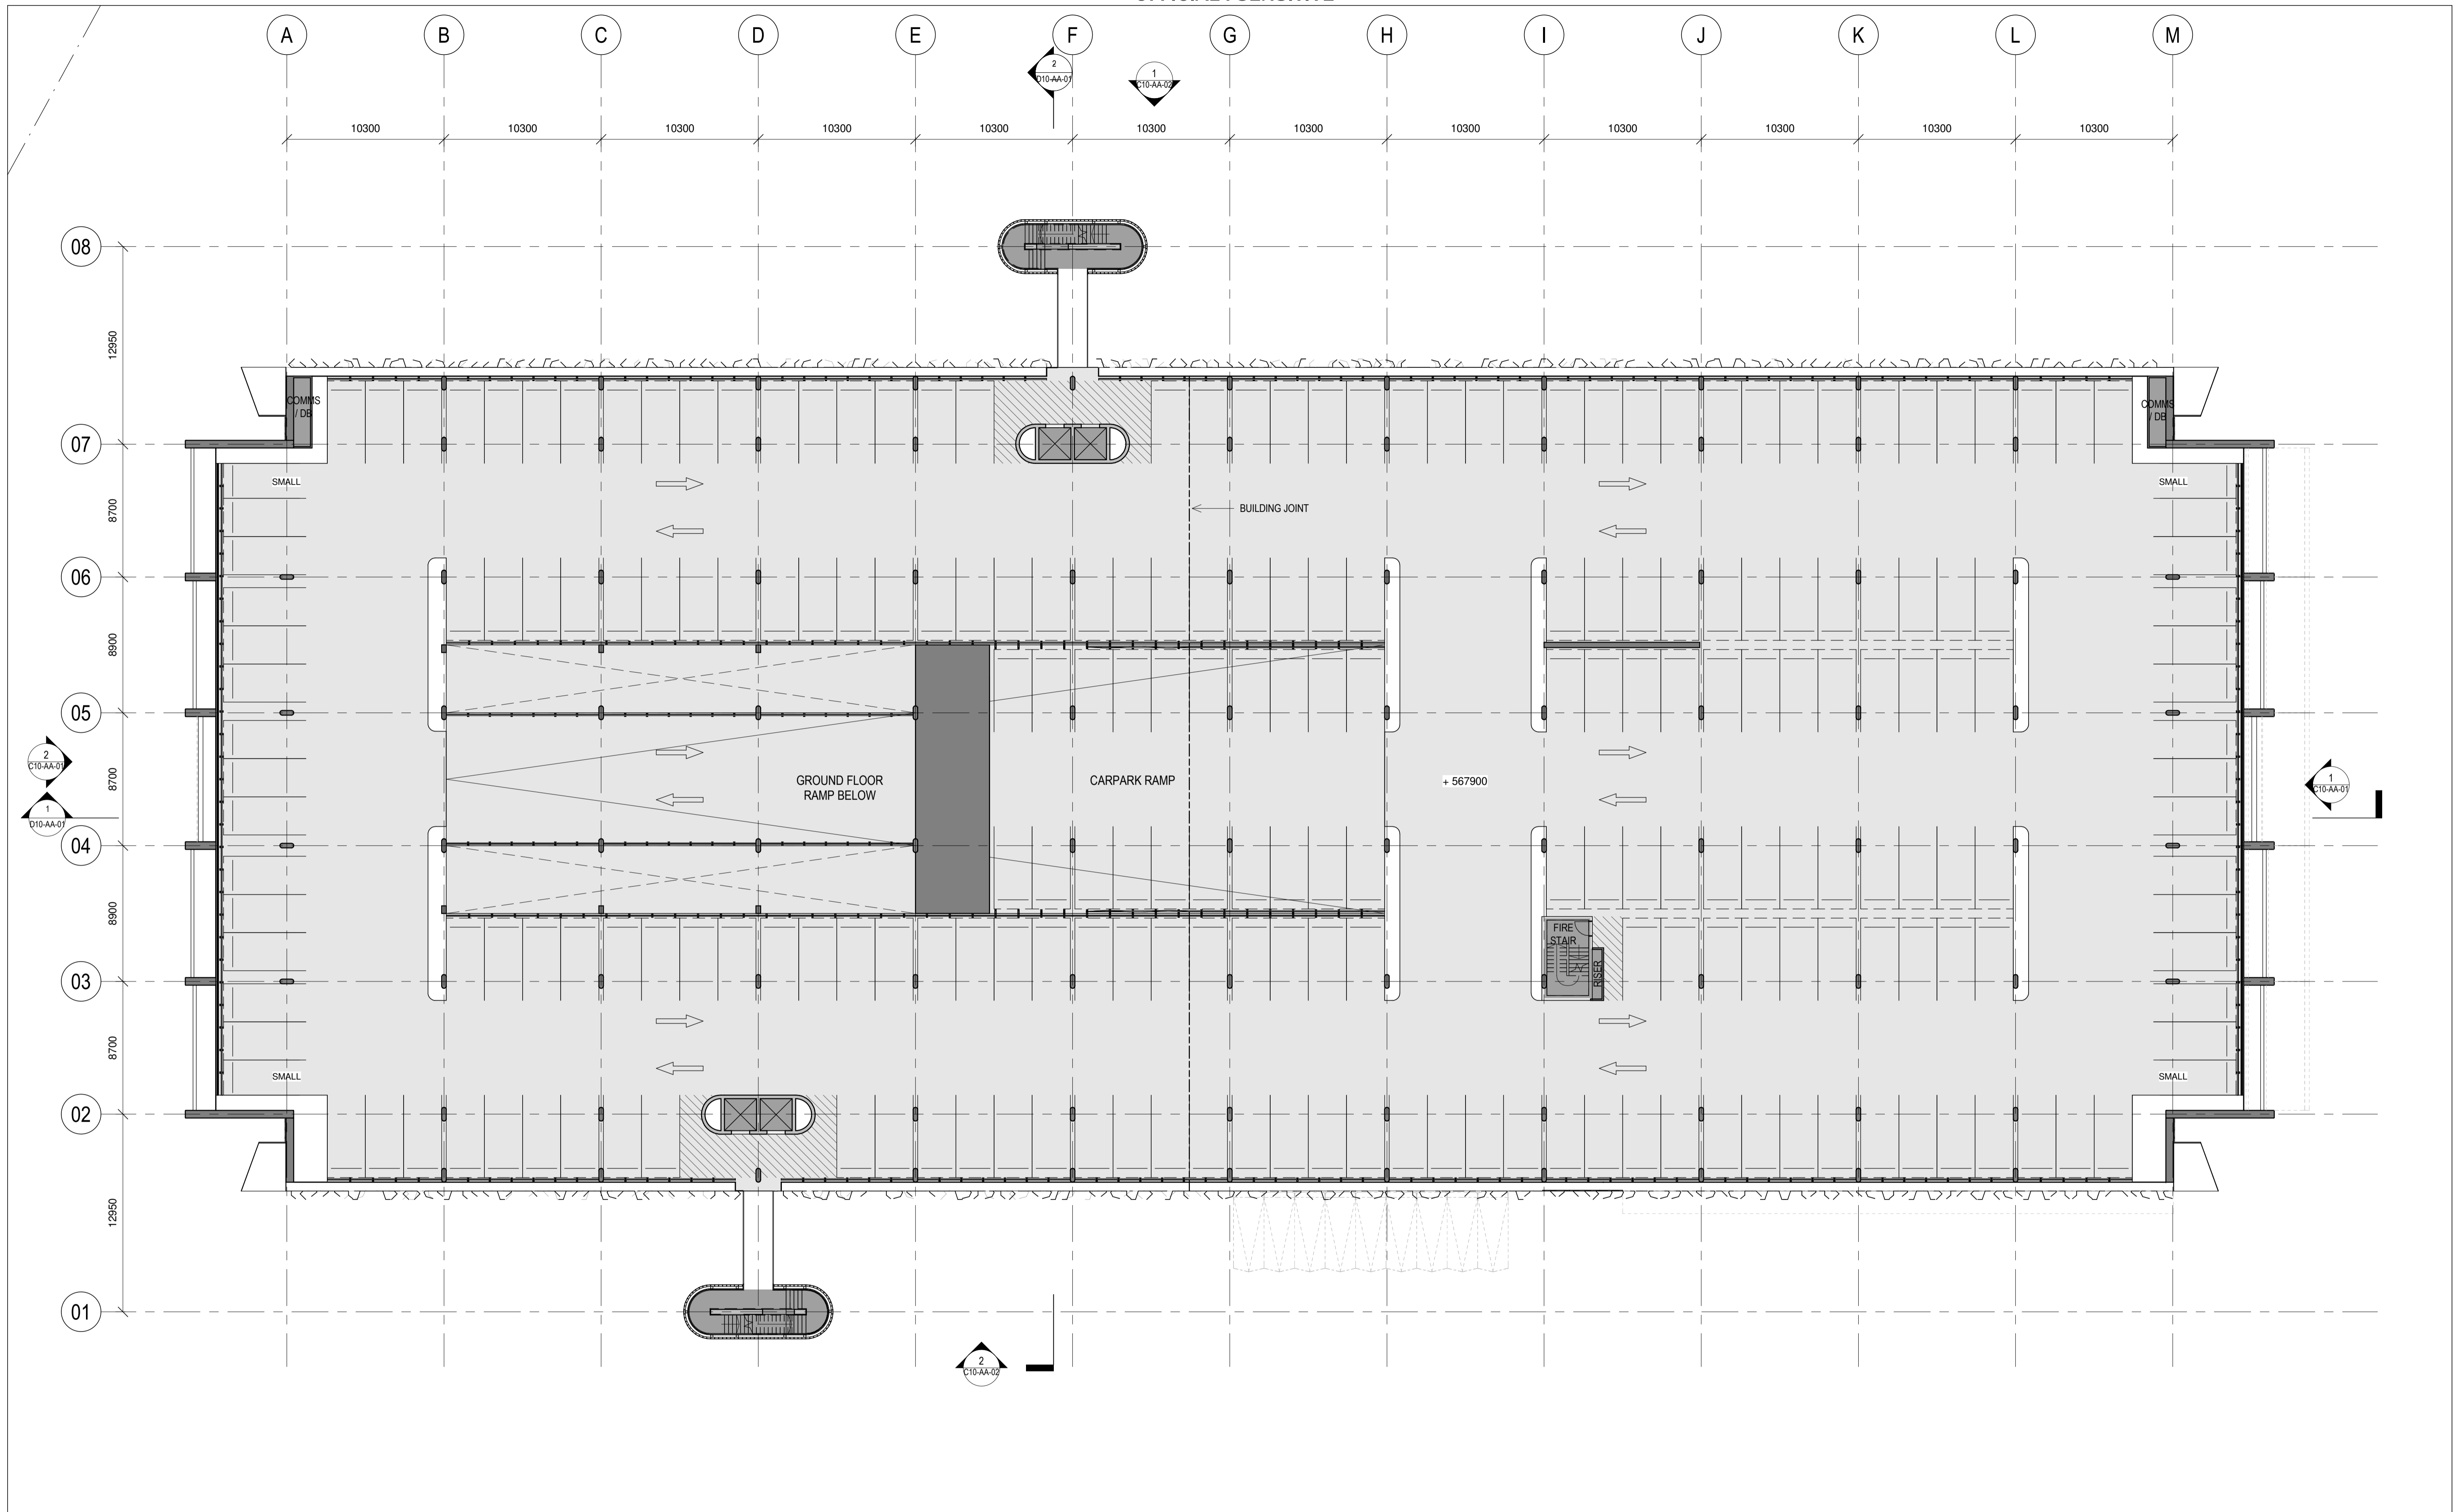 A B C D E F G H I J K L M
2
D10-AA-01
1
C10-AA-02
10300 10300 10300 10300 10300 10300 10300 10300 10300 10300 10300 10300
08
12950
COMMS
/ DB
COMMS
/ DB
07
SMALL
SMALL
8700
BUILDING JOINT
06
8900
05
2
C10-AA-01
8700
GROUND FLOOR
RAMP BELOW
CARPARK RAMP
+ 567900
1
C10-AA-01
1
D10-AA-01
04
8900
FIRE
STAIR
RISER
03
8700
SMALL
SMALL
02
12950
01
2
C10-AA-02